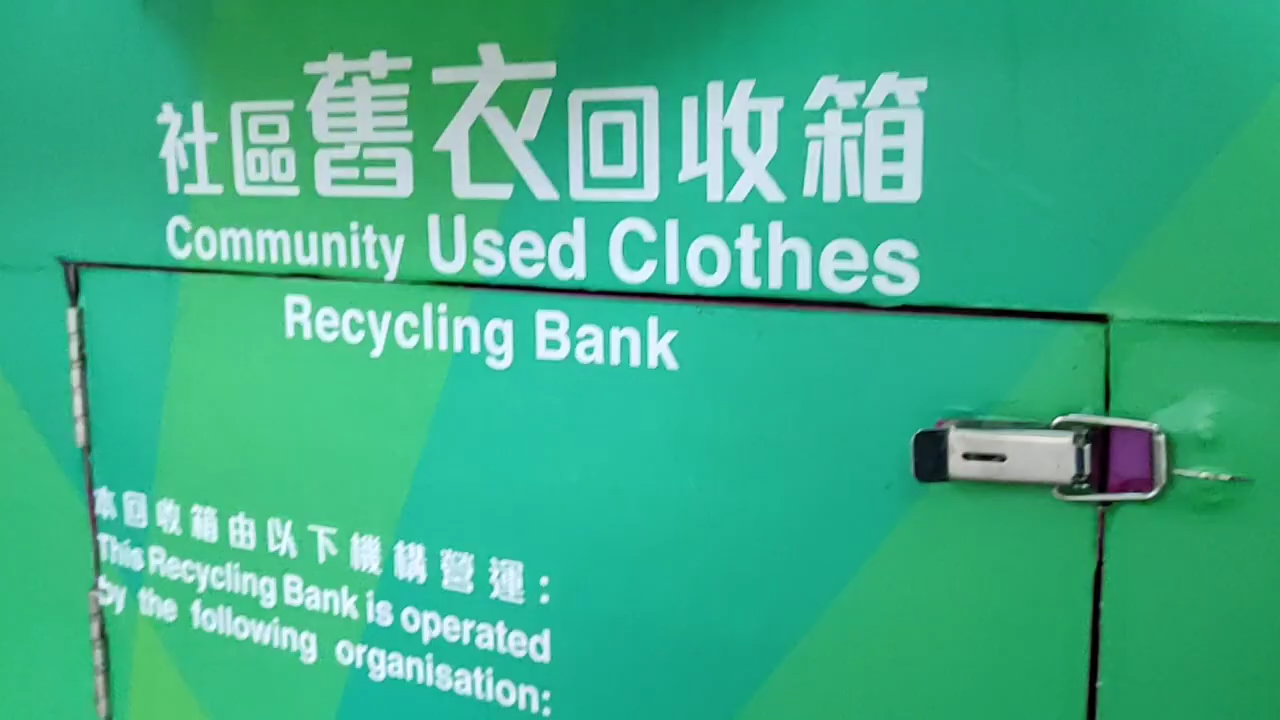 社區舊衣回收箱
Community Used Clothes
Recycling Bank
本回收箱由以下機構營運：
This Recycling Bank is operated
by the following organisation: